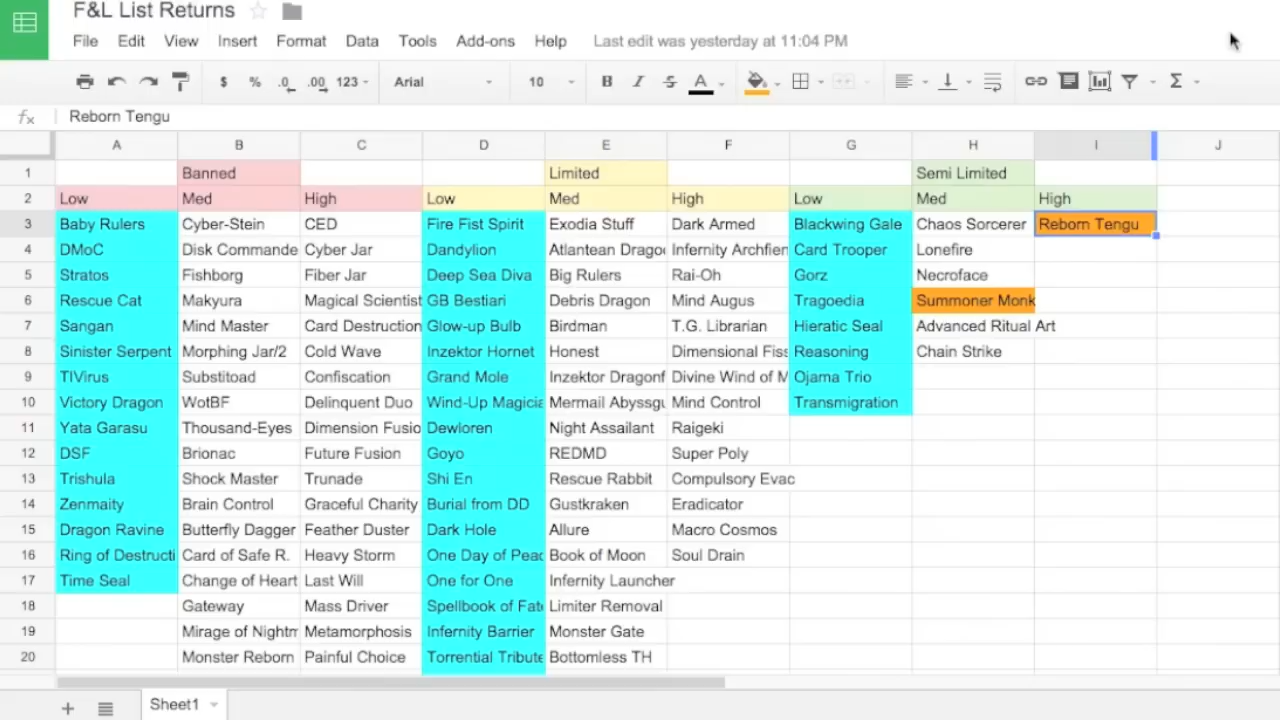 F&L List Returns
File Edit View Insert Format Data Tools Add-ons Help Last edit was yesterday at 11:04 PM
$ % .0 .00 123 Arial 10 B I S A Σ
fx Reborn Tengu
A B C D E F G H I J
1 Banned Limited Semi Limited
2 Low Med High Low Med High Low Med High
3 Baby Rulers Cyber-Stein CED Fire Fist Spirit Exodia Stuff Dark Armed Blackwing Gale Chaos Sorcerer Reborn Tengu
4 DMoC Disk Commande Cyber Jar Dandylion Atlantean Drago Infernity Archfien Card Trooper Lonefire
5 Stratos Fishborg Fiber Jar Deep Sea Diva Big Rulers Rai-Oh Gorz Necroface
6 Rescue Cat Makyura Magical Scientist GB Bestiari Debris Dragon Mind Augus Tragoedia Summoner Monk
7 Sangan Mind Master Card Destruction Glow-up Bulb Birdman T.G. Librarian Hieratic Seal Advanced Ritual Art
8 Sinister Serpent Morphing Jar/2 Cold Wave Inzektor Hornet Honest Dimensional Fiss Reasoning Chain Strike
9 TIVirus Substitoad Confiscation Grand Mole Inzektor Dragonf Divine Wind of M Ojama Trio
10 Victory Dragon WotBF Delinquent Duo Wind-Up Magicia Mermail Abyssgu Mind Control Transmigration
11 Yata Garasu Thousand-Eyes Dimension Fusio Dewloren Night Assailant Raigeki
12 DSF Brionac Future Fusion Goyo REDMD Super Poly
13 Trishula Shock Master Trunade Shi En Rescue Rabbit Compulsory Evac
14 Zenmaity Brain Control Graceful Charity Burial from DD Gustkraken Eradicator
15 Dragon Ravine Butterfly Dagger Feather Duster Dark Hole Allure Macro Cosmos
16 Ring of Destructi Card of Safe R. Heavy Storm One Day of Peac Book of Moon Soul Drain
17 Time Seal Change of Heart Last Will One for One Infernity Launcher
18 Gateway Mass Driver Spellbook of Fat Limiter Removal
19 Mirage of Nightm Metamorphosis Infernity Barrier Monster Gate
20 Monster Reborn Painful Choice Torrential Tribute Bottomless TH
+ Sheet1